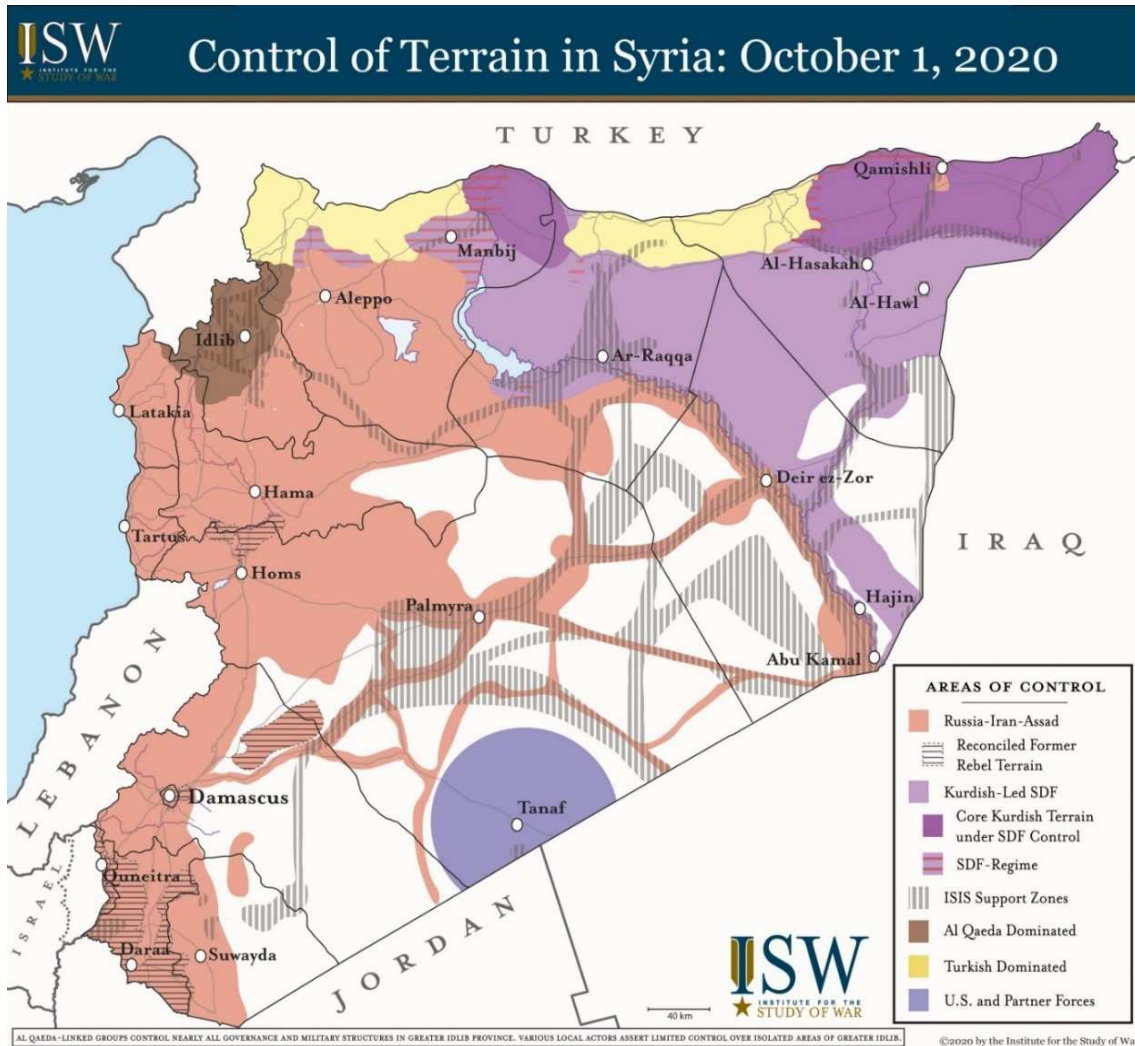 ISW
INSTITUTE FOR THE
STUDY OF WAR
Control of Terrain in Syria: October 1, 2020
TURKEY
Qamishli
Manbij
Al-Hasakah
Al-Hawl
Aleppo
Idlib
Ar-Raqqa
Latakia
Deir ez-Zor
Hama
Tartus
IRAQ
Homs
Palmyra
Hajin
Abu Kamal
LEBANON
Damascus
Tanaf
Quneitra
ISRAEL
Daraa
Suwayda
JORDAN
AREAS OF CONTROL
Russia-Iran-Assad
Reconciled Former
Rebel Terrain
Kurdish-Led SDF
Core Kurdish Terrain
under SDF Control
SDF-Regime
ISIS Support Zones
Al Qaeda Dominated
Turkish Dominated
U.S. and Partner Forces
ISW
INSTITUTE FOR THE
STUDY OF WAR
40 km
AL QAEDA-LINKED GROUPS CONTROL NEARLY ALL GOVERNANCE AND MILITARY STRUCTURES IN GREATER IDLIB PROVINCE. VARIOUS LOCAL ACTORS ASSERT LIMITED CONTROL OVER ISOLATED AREAS OF GREATER IDLIB.
©2020 by the Institute for the Study of Wa